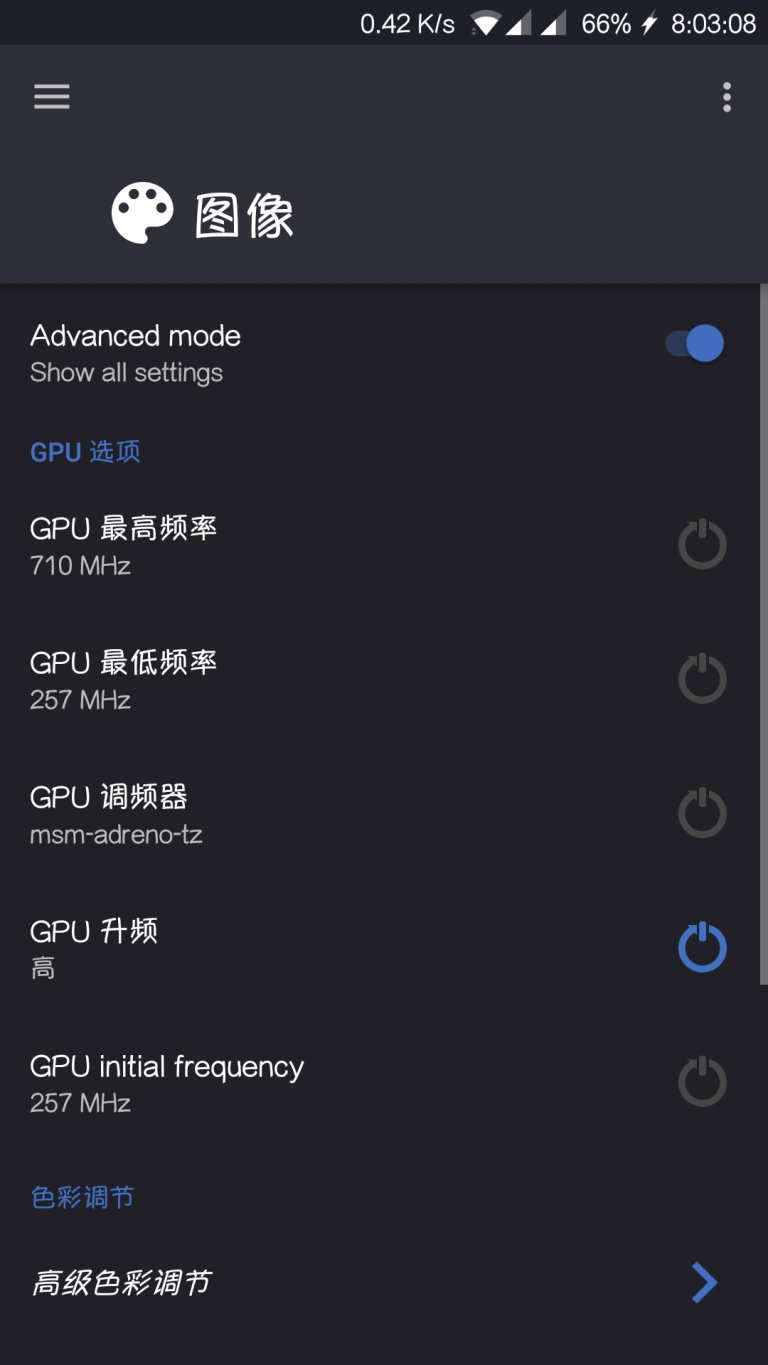 0.42 K/s 66% 8:03:08
图像
Advanced mode
Show all settings
GPU 选项
GPU 最高频率
710 MHz
GPU 最低频率
257 MHz
GPU 调频器
msm-adreno-tz
GPU 升频
高
GPU initial frequency
257 MHz
色彩调节
高级色彩调节